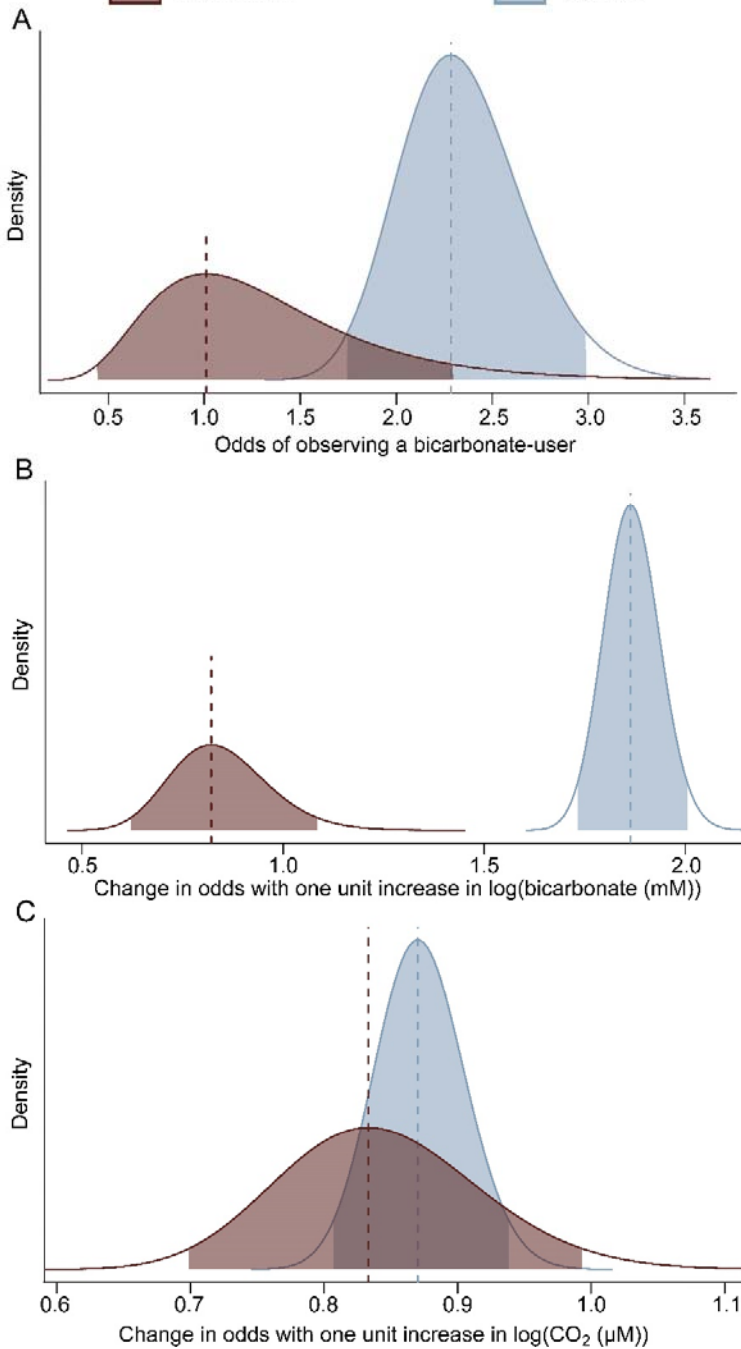 A
Density
0.5 1.0 1.5 2.0 2.5 3.0 3.5
Odds of observing a bicarbonate-user
B
Density
0.5 1.0 1.5 2.0
Change in odds with one unit increase in log(bicarbonate (mM))
C
Density
0.6 0.7 0.8 0.9 1.0 1.1
Change in odds with one unit increase in log(CO₂ (µM))